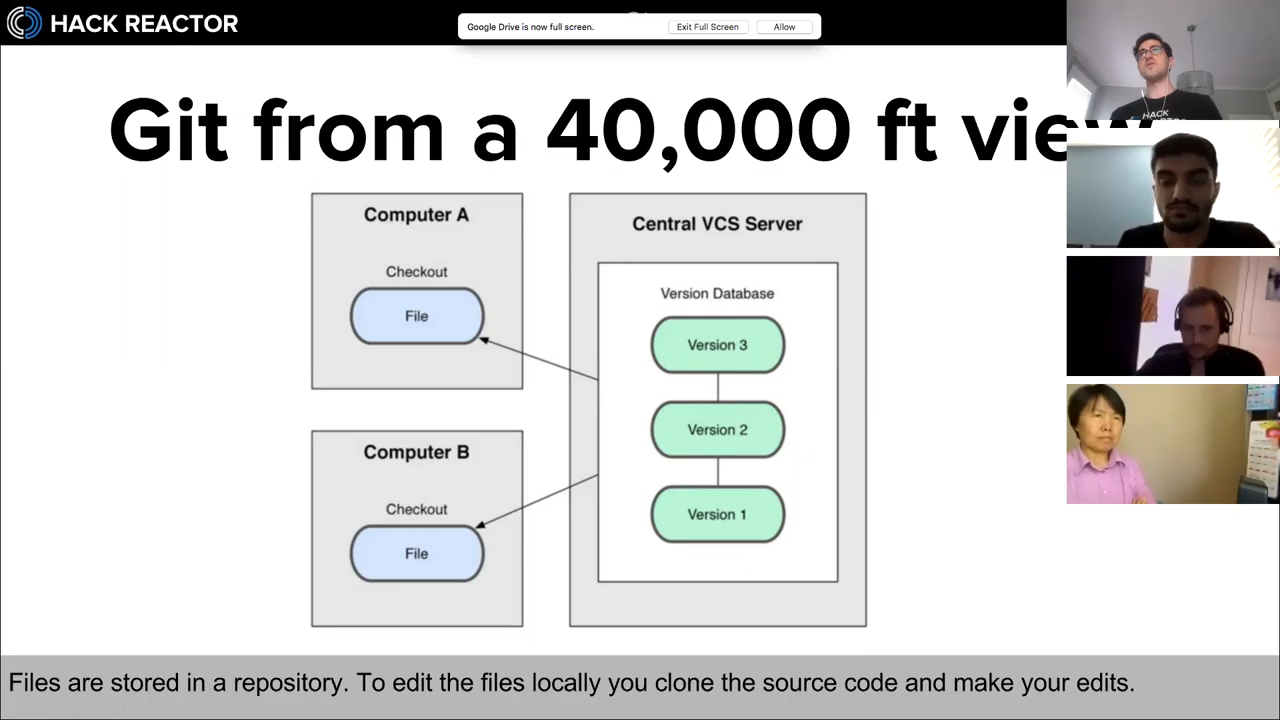 HACK REACTOR
Google Drive is now full screen.
Exit Full Screen
Allow
HACK
Git from a 40,000 ft view
Computer A
Checkout
File
Central VCS Server
Version Database
Version 3
Version 2
Version 1
Computer B
Checkout
File
Files are stored in a repository. To edit the files locally you clone the source code and make your edits.